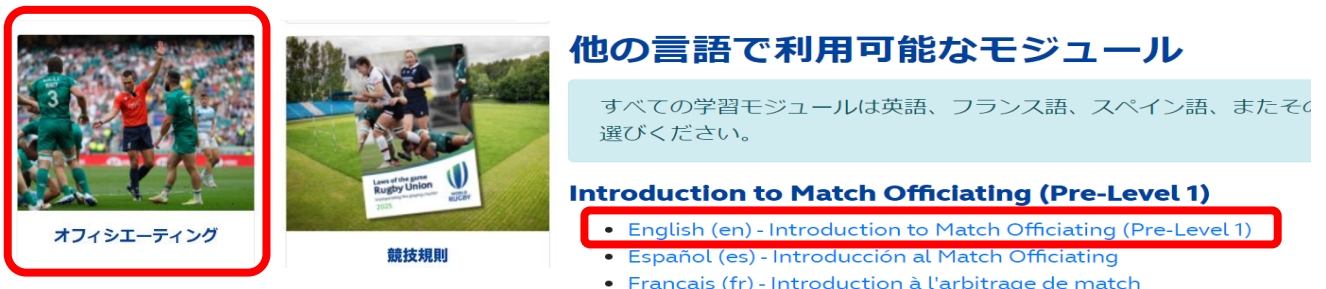 3
オフィシエーティング
Laws of the game
Rugby Union
2025
WORLD
RUGBY
競技規則
他の言語で利用可能なモジュール
すべての学習モジュールは英語、フランス語、スペイン語、またその
選びください。
Introduction to Match Officiating (Pre-Level 1)
• English (en) - Introduction to Match Officiating (Pre-Level 1)
• Español (es) - Introducción al Match Officiating
• Français (fr) - Introduction à l'arbitrage de match